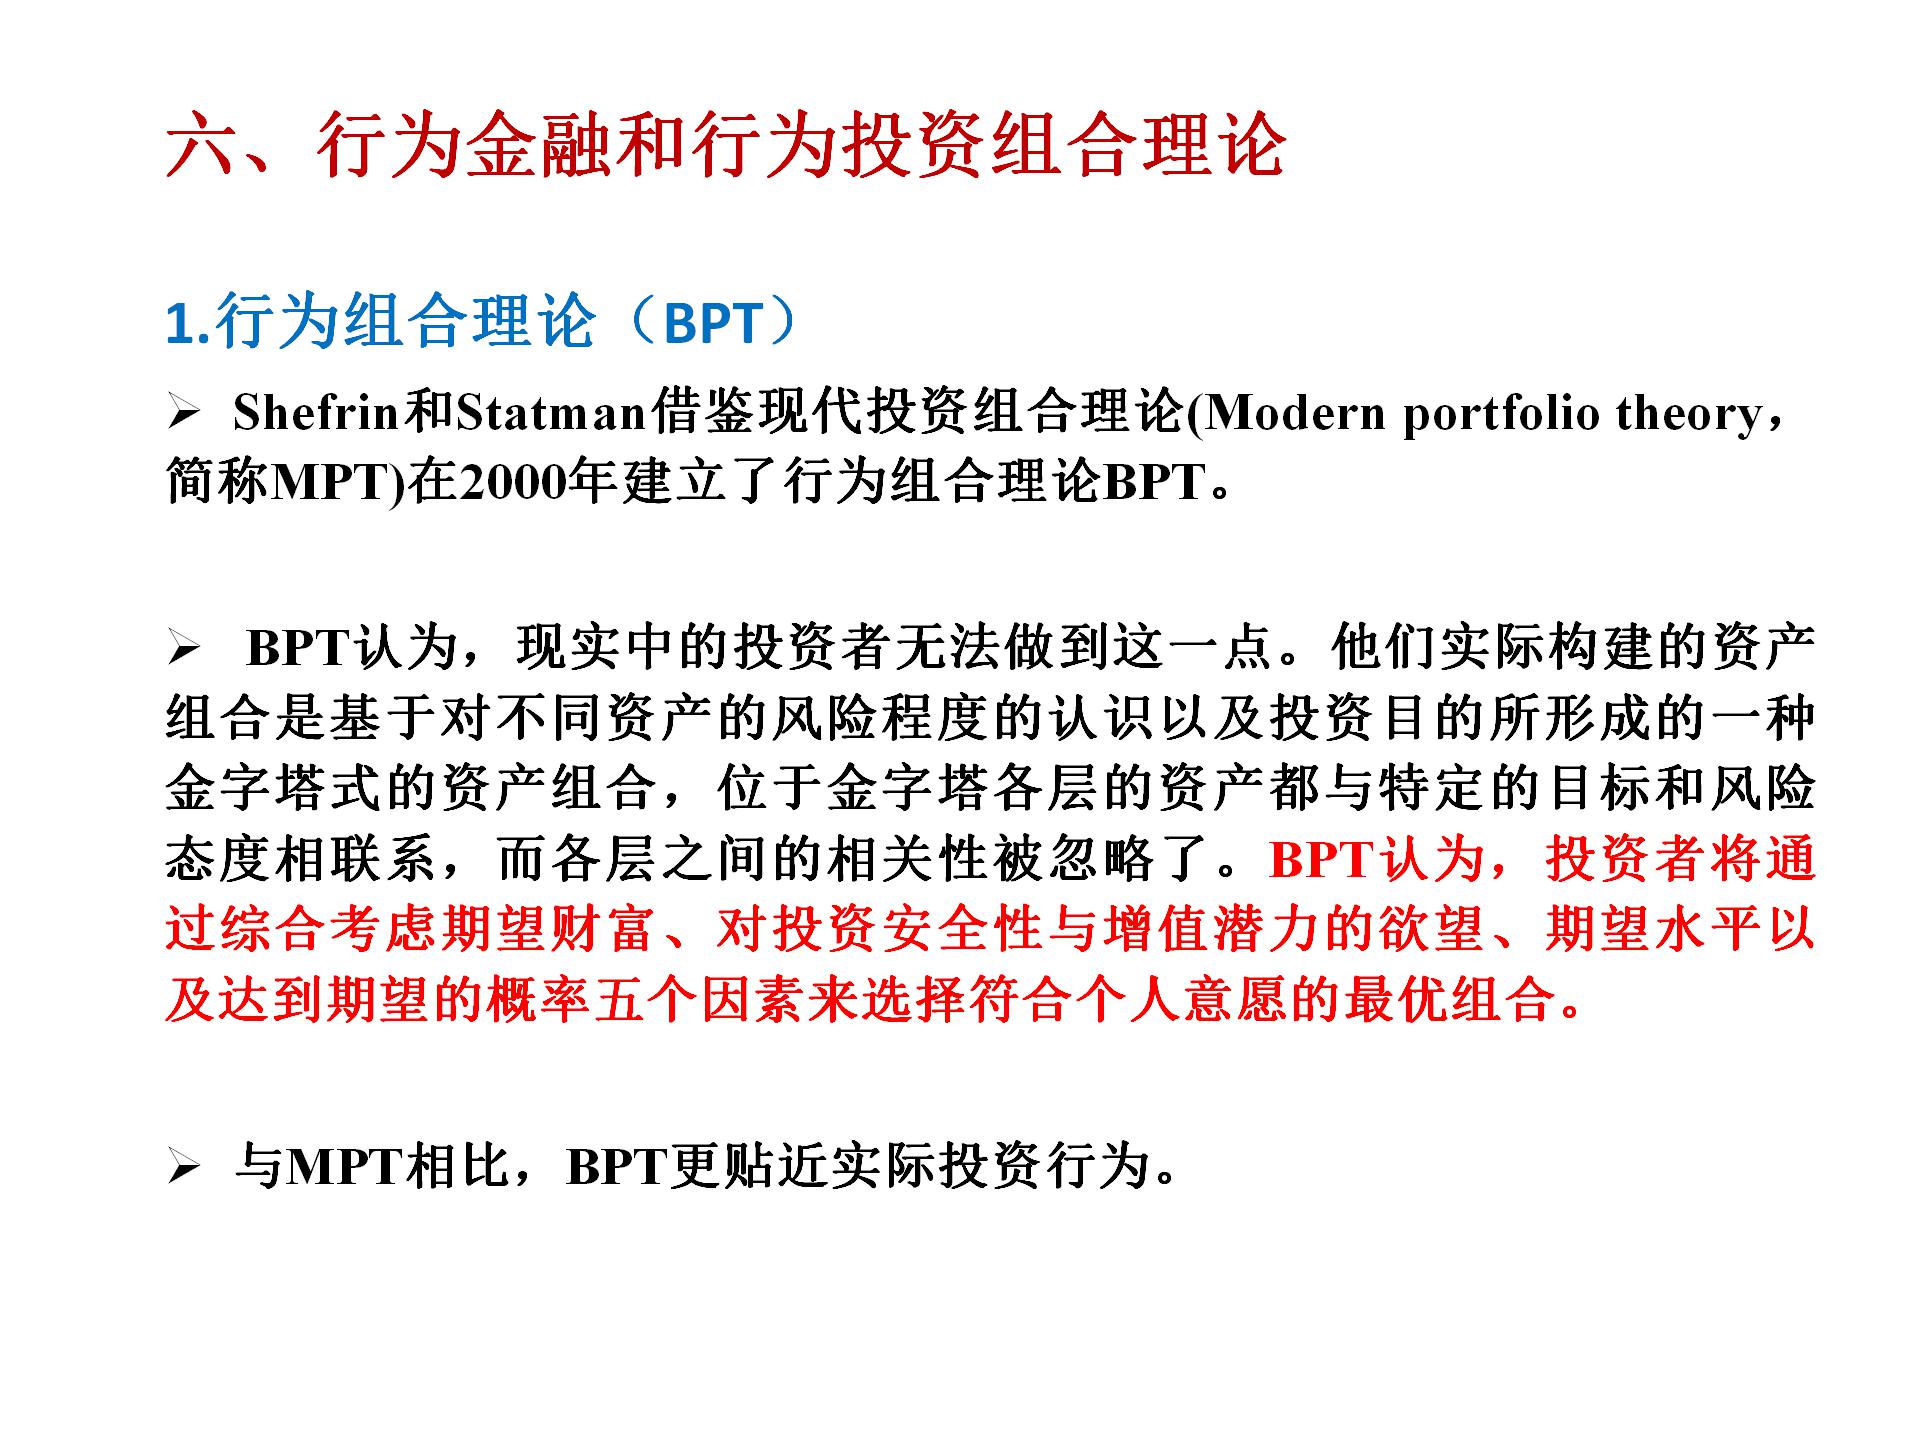 六、行为金融和行为投资组合理论
1.行为组合理论（BPT）
➢ Shefrin和Statman借鉴现代投资组合理论(Modern portfolio theory，
简称MPT)在2000年建立了行为组合理论BPT。
➢ BPT认为，现实中的投资者无法做到这一点。他们实际构建的资产
组合是基于对不同资产的风险程度的认识以及投资目的所形成的一种
金字塔式的资产组合，位于金字塔各层的资产都与特定的目标和风险
态度相联系，而各层之间的相关性被忽略了。BPT认为，投资者将通
过综合考虑期望财富、对投资安全性与增值潜力的欲望、期望水平以
及达到期望的概率五个因素来选择符合个人意愿的最优组合。
➢ 与MPT相比，BPT更贴近实际投资行为。